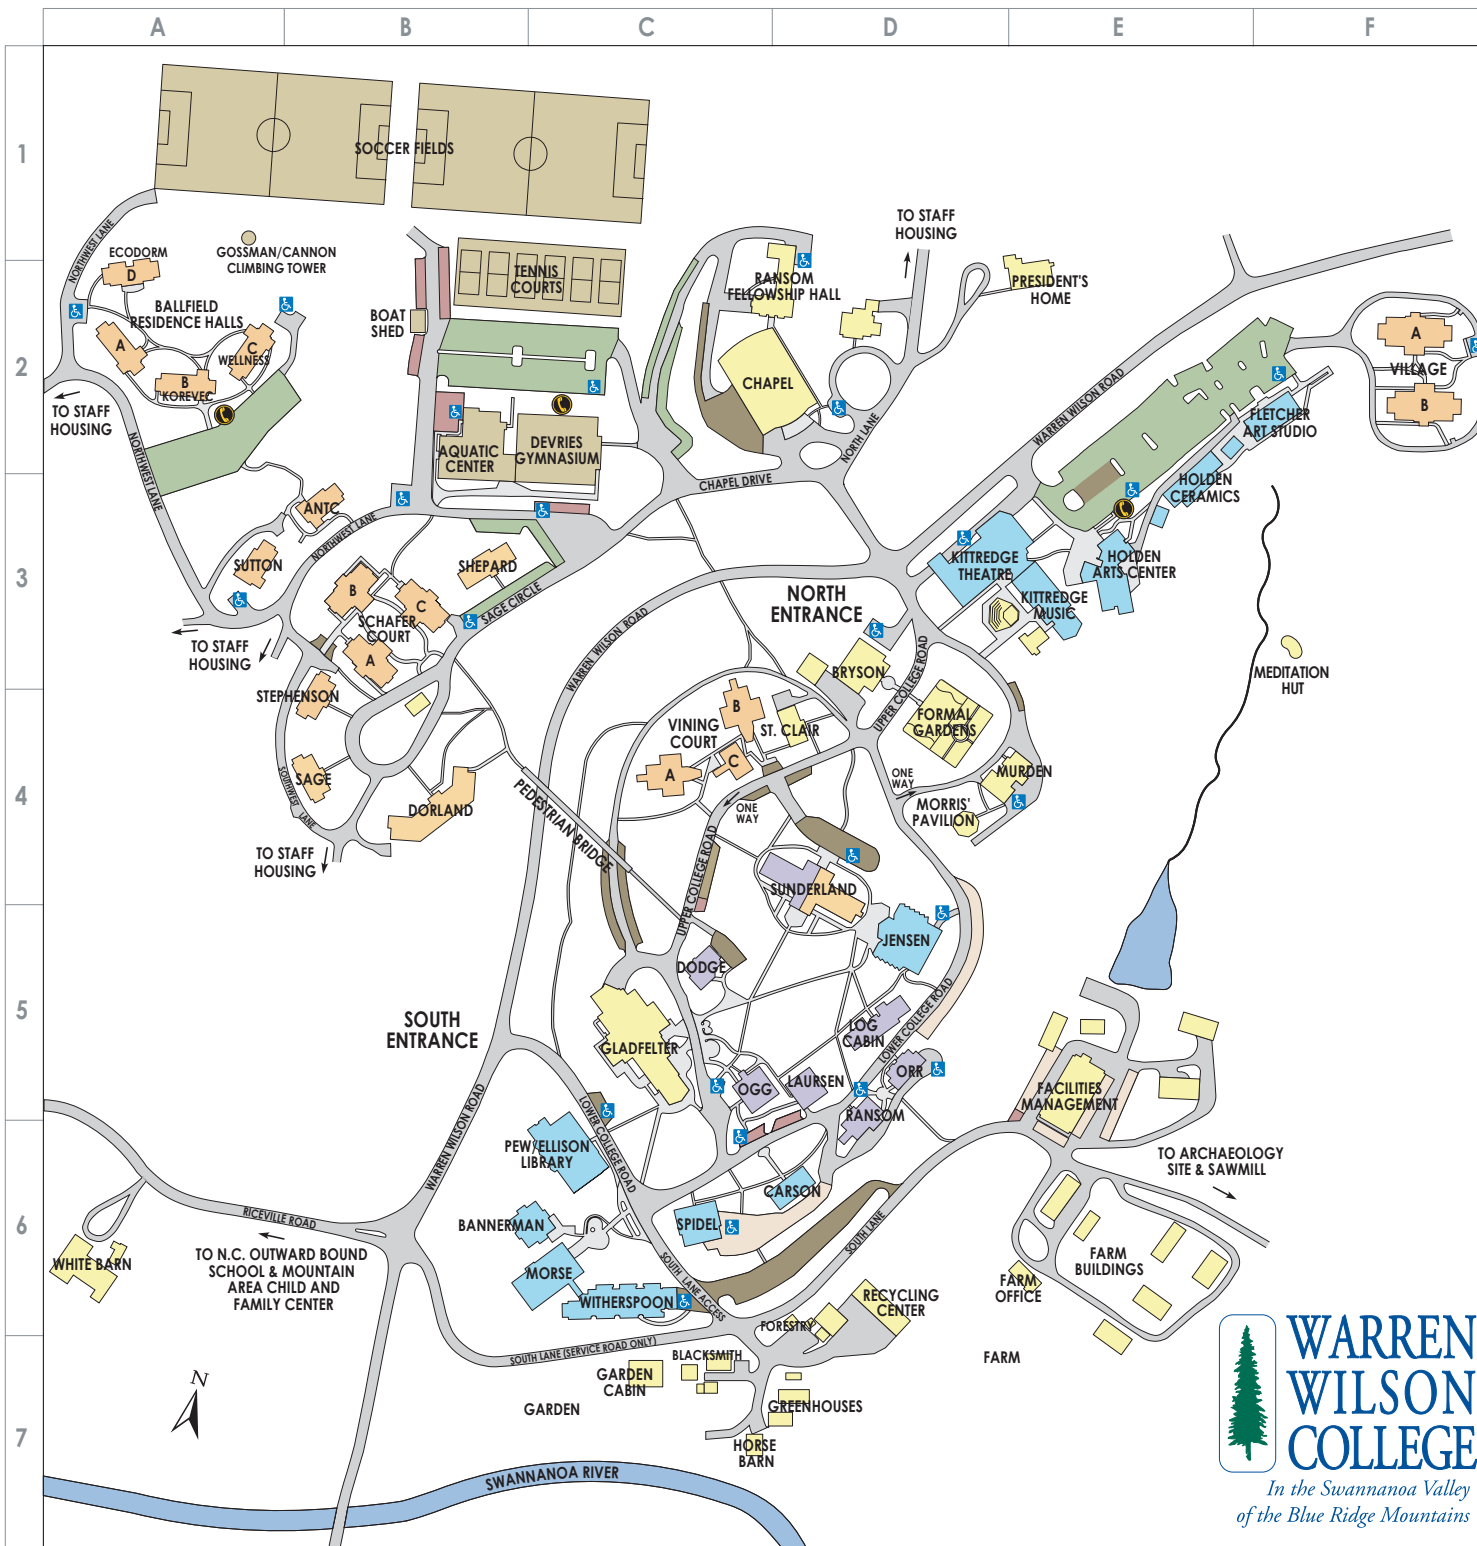 A
B
C
D
E
F
1
2
3
4
5
6
7
SOCCER FIELDS
NORTHWEST LANE
ECODORM
D
GOSSMAN/CANNON
CLIMBING TOWER
BALLFIELD
RESIDENCE HALLS
A
C
WELLNESS
B
KOREVEC
TO STAFF
HOUSING
NORTHWEST LANE
BOAT
SHED
TENNIS
COURTS
AQUATIC
CENTER
DEVRIES
GYMNASIUM
RANSOM
FELLOWSHIP HALL
CHAPEL
TO STAFF
HOUSING
PRESIDENT'S
HOME
NORTH LANE
CHAPEL DRIVE
WARREN WILSON ROAD
A
VILLAGE
B
FLETCHER
ART STUDIO
HOLDEN
CERAMICS
HOLDEN
ARTS CENTER
KITTREDGE
THEATRE
KITTREDGE
MUSIC
ANTC
NORTHWEST LANE
SUTTON
SHEPARD
SAGE CIRCLE
B
C
SCHAFER
COURT
A
TO STAFF
HOUSING
STEPHENSON
SAGE
SOUTHWEST LANE
DORLAND
TO STAFF
HOUSING
PEDESTRIAN BRIDGE
WARREN WILSON ROAD
NORTH
ENTRANCE
BRYSON
UPPER COLLEGE ROAD
FORMAL
GARDENS
MEDITATION
HUT
VINING
COURT
B
A
C
ST. CLAIR
ONE
WAY
ONE
WAY
MURDEN
MORRIS'
PAVILION
UPPER COLLEGE ROAD
SUNDERLAND
JENSEN
DODGE
SOUTH
ENTRANCE
GLADFELTER
LOG
CABIN
LOWER COLLEGE ROAD
OGG
LAURSEN
ORR
RANSOM
FACILITIES
MANAGEMENT
TO ARCHAEOLOGY
SITE & SAWMILL
WARREN WILSON ROAD
LOWER COLLEGE ROAD
PEW/ELLISON
LIBRARY
CARSON
SPIDEL
BANNERMAN
MORSE
WITHERSPOON
SOUTH LANE ACCESS
SOUTH LANE
RICEVILLE ROAD
TO N.C. OUTWARD BOUND
SCHOOL & MOUNTAIN
AREA CHILD AND
FAMILY CENTER
WHITE BARN
RECYCLING
CENTER
FORESTRY
FARM
OFFICE
FARM
BUILDINGS
FARM
SOUTH LANE (SERVICE ROAD ONLY)
BLACKSMITH
GARDEN
CABIN
GARDEN
GREENHOUSES
HORSE
BARN
N
SWANNANOA RIVER
WARREN
WILSON
COLLEGE
In the Swannanoa Valley
of the Blue Ridge Mountains